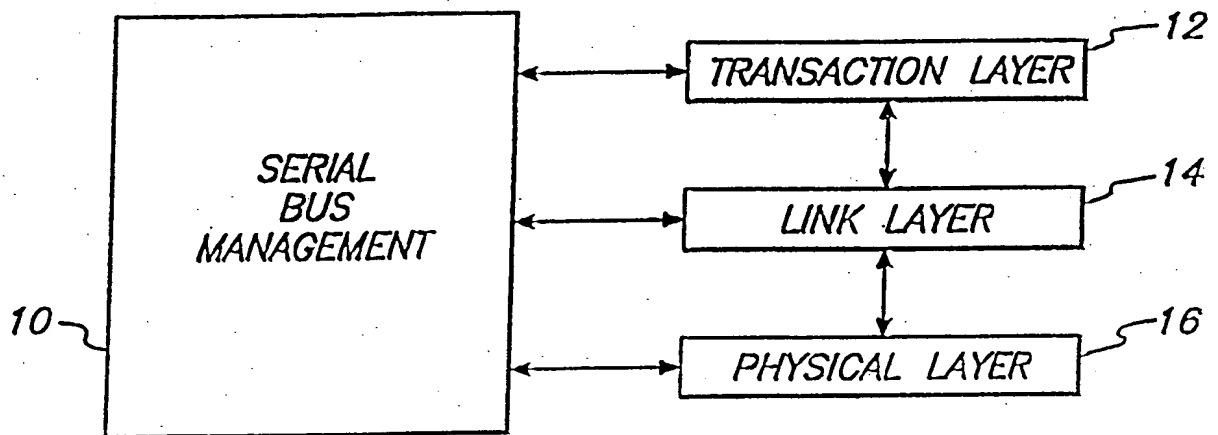 12
TRANSACTION LAYER
SERIAL
BUS
MANAGEMENT
14
LINK LAYER
10
16
PHYSICAL LAYER